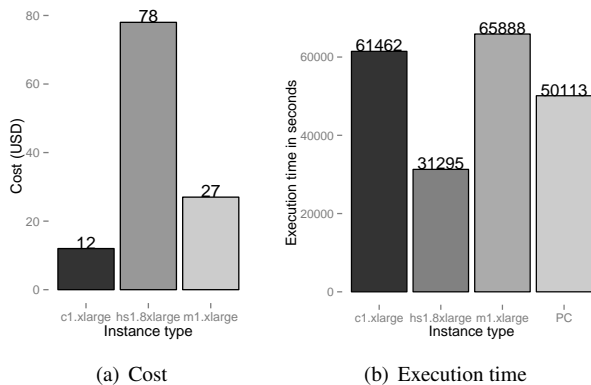 80
60
40
20
0
Cost (USD)
78
27
12
c1.xlarge hs1.8xlarge m1.xlarge
Instance type
(a) Cost
60000
40000
20000
0
Execution time in seconds
61462
31295
65888
50113
c1.xlarge hs1.8xlarge m1.xlarge PC
Instance type
(b) Execution time